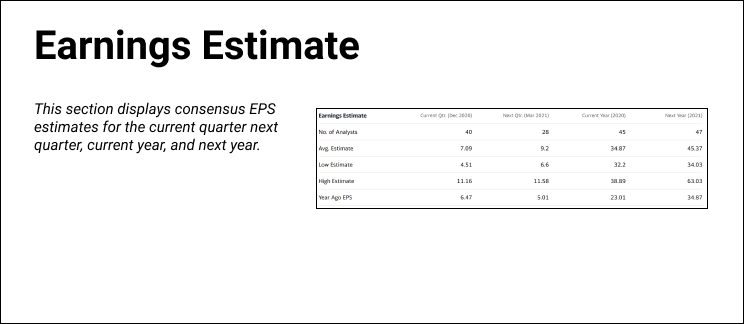 Earnings Estimate
This section displays consensus EPS
estimates for the current quarter next
quarter, current year, and next year.
Earnings Estimate Current Qtr. (Dec 2020) Next Qtr. (Mar 2021) Current Year (2020) Next Year (2021)
No. of Analysts 40 28 45 47
Avg. Estimate 7.09 9.2 34.87 45.37
Low Estimate 4.51 6.6 32.2 34.03
High Estimate 11.16 11.58 38.89 63.03
Year Ago EPS 6.47 5.01 23.01 34.87